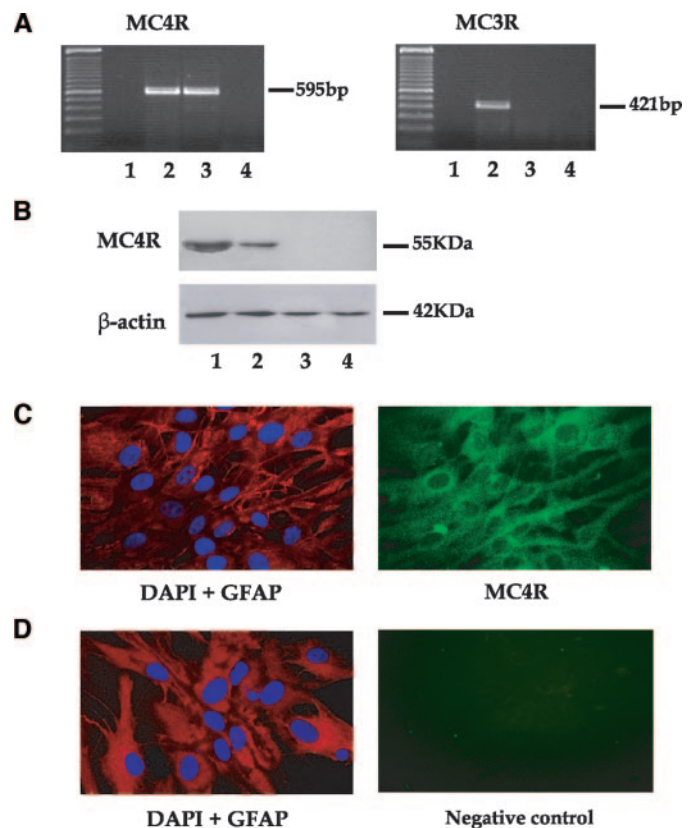 A
MC4R
MC3R
595bp
421bp
1 2 3 4
1 2 3 4
B
MC4R
55KDa
β-actin
42KDa
1 2 3 4
C
DAPI + GFAP
MC4R
D
DAPI + GFAP
Negative control